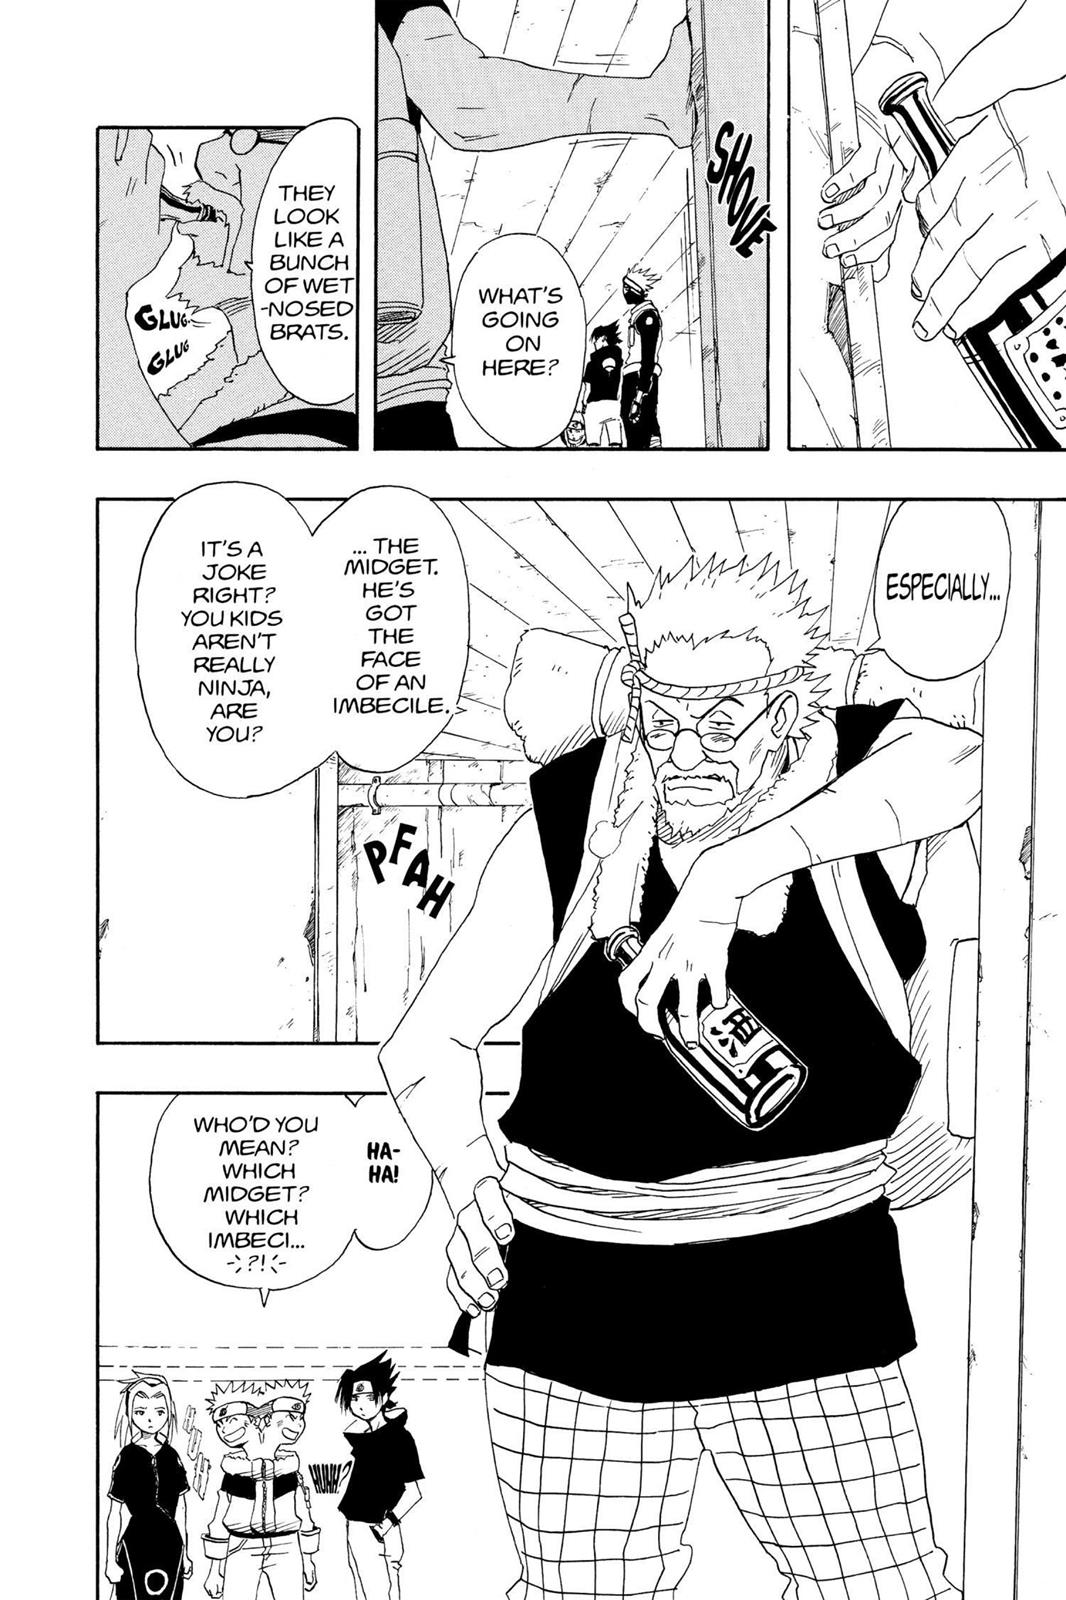 SHOVE
WHAT'S
GOING
ON
HERE?
THEY
LOOK
LIKE A
BUNCH
OF WET
-NOSED
BRATS.
GLUG
GLUG
ESPECIALLY...
... THE
MIDGET.
HE'S
GOT
THE
FACE
OF AN
IMBECILE.
IT'S A
JOKE
RIGHT?
YOU KIDS
AREN'T
REALLY
NINJA,
ARE
YOU?
PFAH
酒
HA-
HA!
WHO'D YOU
MEAN?
WHICH
MIDGET?
WHICH
IMBECI...
?!
HUHH?